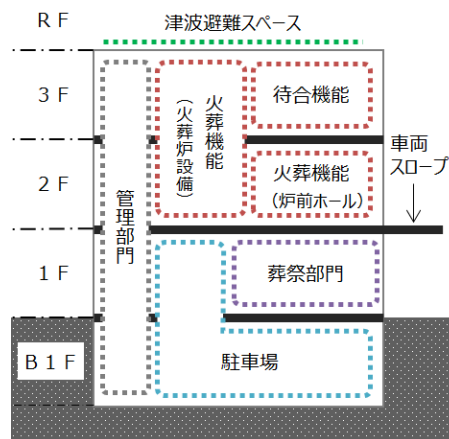 RF
津波避難スペース
3F
火葬機能
(火葬炉設備)
待合機能
車両
スロープ
2F
火葬機能
(炉前ホール)
管理部門
1F
葬祭部門
B1F
駐車場